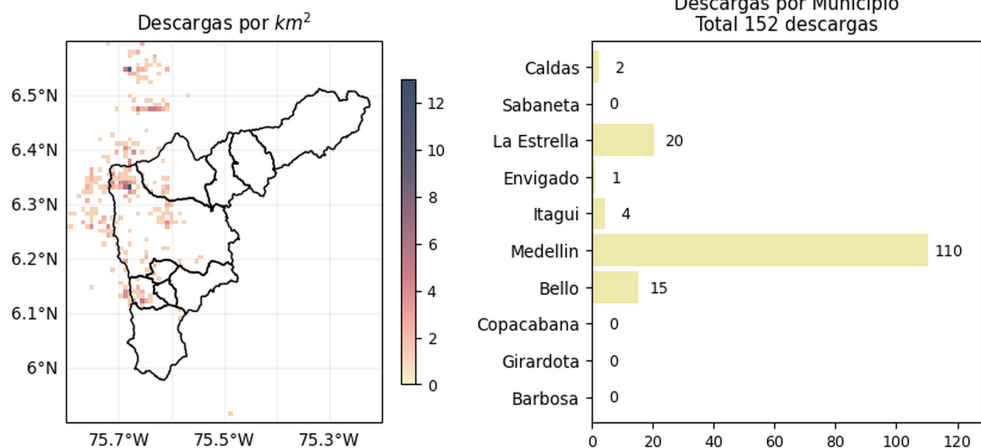 Descargas por km²
6.5°N
6.4°N
6.3°N
6.2°N
6.1°N
6°N
75.7°W 75.5°W 75.3°W
12
10
8
6
4
2
0
Descargas por Municipio
Total 152 descargas
Caldas 2
Sabaneta 0
La Estrella 20
Envigado 1
Itagui 4
Medellin 110
Bello 15
Copacabana 0
Girardota 0
Barbosa 0
0 20 40 60 80 100 120